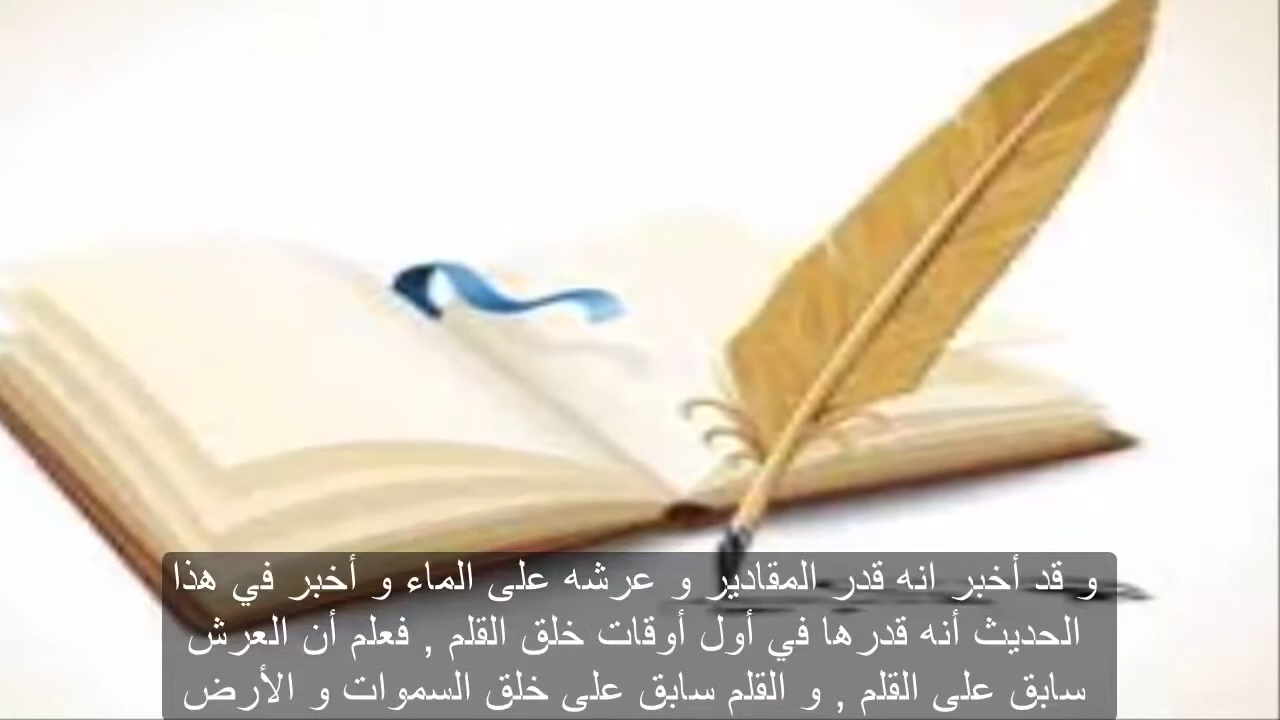 و قد أخبر انه قدر المقادير و عرشه على الماء و أخبر في هذا
الحديث أنه قدرها في أول أوقات خلق القلم , فعلم أن العرش
سابق على القلم , و القلم سابق على خلق السموات و الأرض